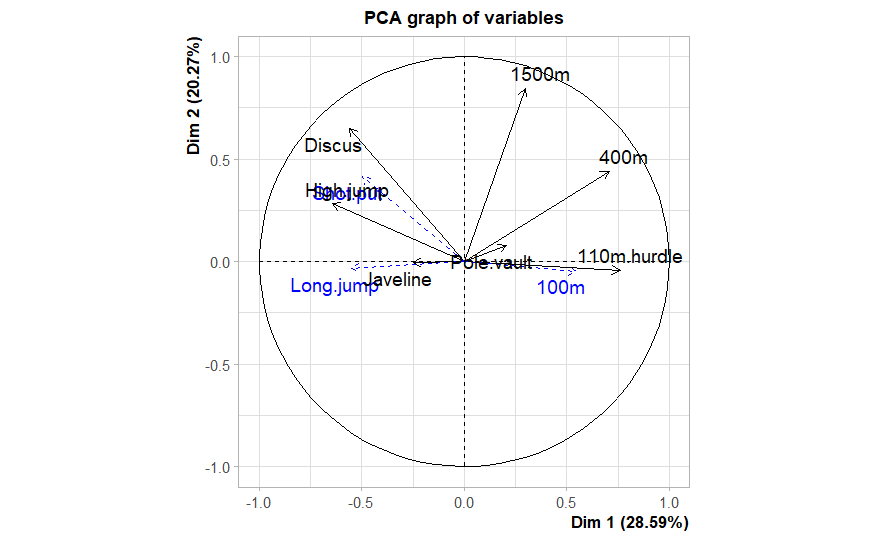 PCA graph of variables
Dim 2 (20.27%)
1.0
0.5
0.0
-0.5
-1.0
1500m
400m
Discus
High.jump
Shot.put
110m.hurdle
Pole.vault
Javeline
Long.jump
100m
-1.0
-0.5
0.0
0.5
1.0
Dim 1 (28.59%)